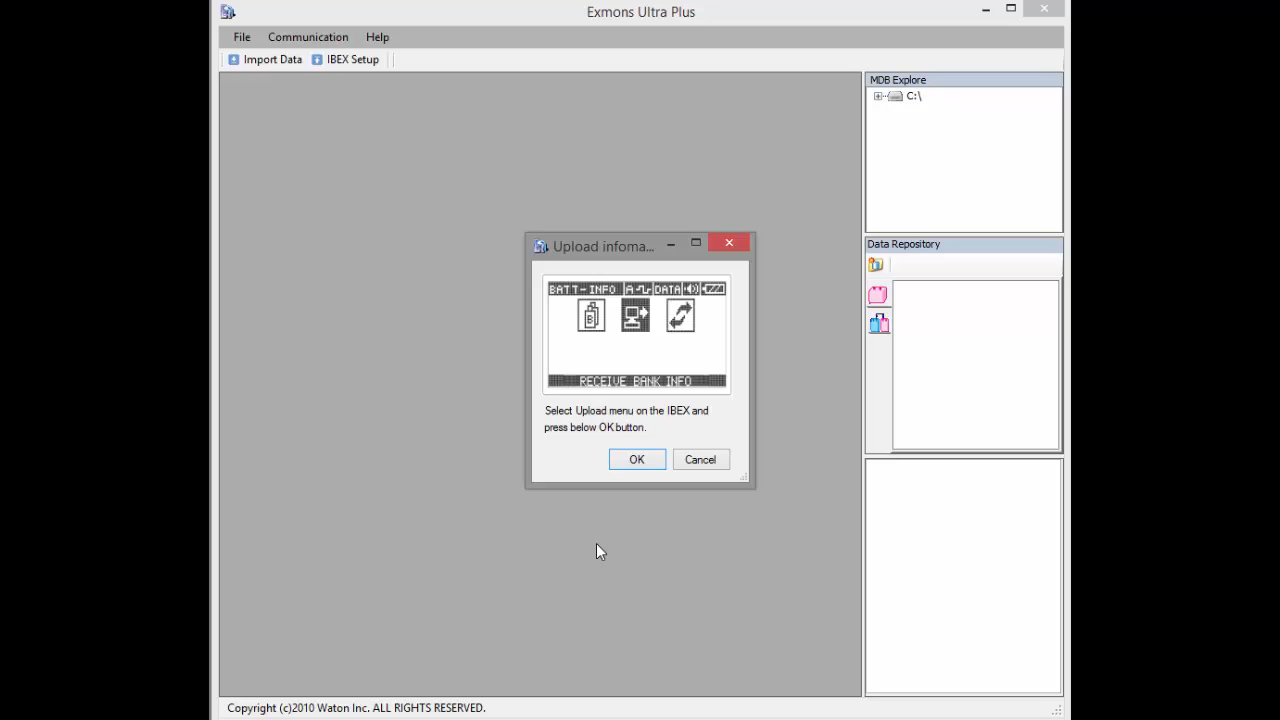 Exmons Ultra Plus
File Communication Help
Import Data IBEX Setup
MDB Explore
C:\
Data Repository
Upload infoma...
BATT-INFO A DATA
B
RECEIVE BANK INFO
Select Upload menu on the IBEX and
press below OK button.
OK Cancel
Copyright (c)2010 Waton Inc. ALL RIGHTS RESERVED.